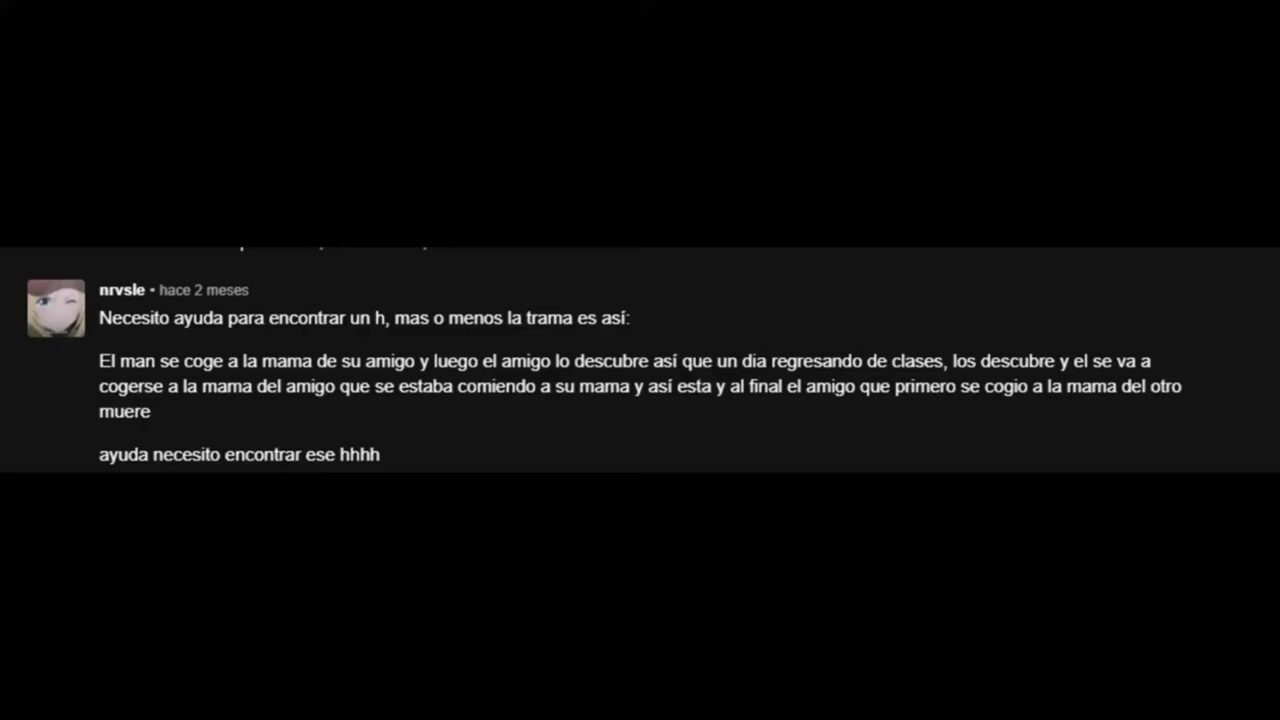 nrvsle • hace 2 meses
Necesito ayuda para encontrar un h, mas o menos la trama es así:
El man se coge a la mama de su amigo y luego el amigo lo descubre así que un dia regresando de clases, los descubre y el se va a
cogerse a la mama del amigo que se estaba comiendo a su mama y así esta y al final el amigo que primero se cogio a la mama del otro
muere
ayuda necesito encontrar ese hhhh